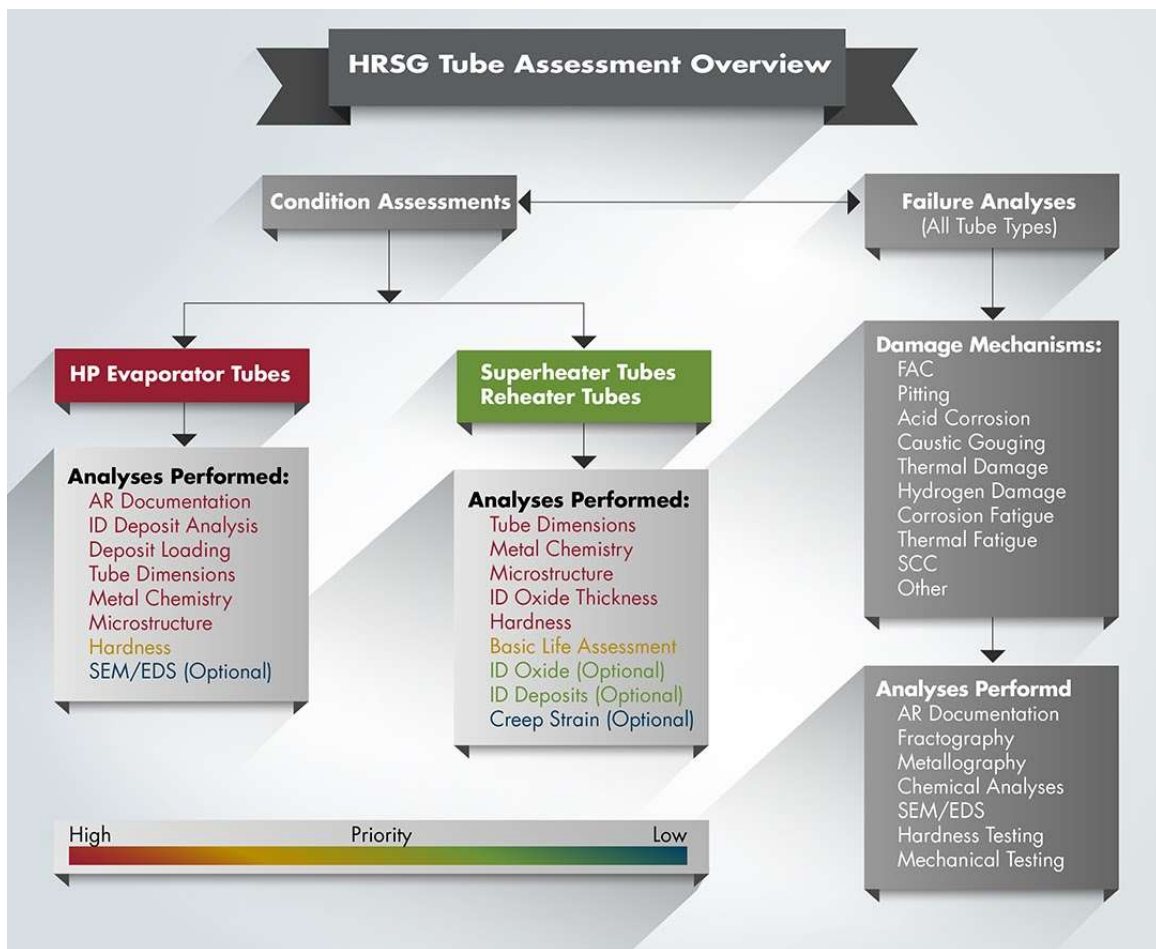 HRSG Tube Assessment Overview
Condition Assessments
Failure Analyses
(All Tube Types)
HP Evaporator Tubes
Analyses Performed:
AR Documentation
ID Deposit Analysis
Deposit Loading
Tube Dimensions
Metal Chemistry
Microstructure
Hardness
SEM/EDS (Optional)
Superheater Tubes
Reheater Tubes
Analyses Performed:
Tube Dimensions
Metal Chemistry
Microstructure
ID Oxide Thickness
Hardness
Basic Life Assessment
ID Oxide (Optional)
ID Deposits (Optional)
Creep Strain (Optional)
Damage Mechanisms:
FAC
Pitting
Acid Corrosion
Caustic Gouging
Thermal Damage
Hydrogen Damage
Corrosion Fatigue
Thermal Fatigue
SCC
Other
Analyses Performd
AR Documentation
Fractography
Metallography
Chemical Analyses
SEM/EDS
Hardness Testing
Mechanical Testing
High Priority Low